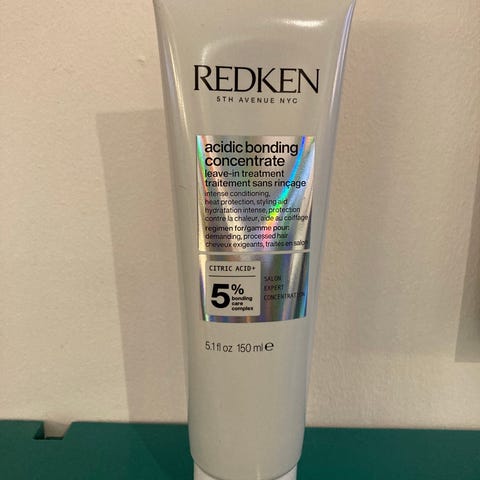 REDKEN
5TH AVENUE NYC
acidic bonding
concentrate
leave-in treatment
traitement sans rinçage
intense conditioning,
heat protection, styling aid
hydratation intense, protection
contre la chaleur, aide au coiffage
regimen for/gamme pour:
demanding, processed hair
cheveux exigeants, traités en salon
CITRIC ACID+
5%
bonding
care
complex
SALON
EXPERT
CONCENTRATION
5.1 fl oz 150 ml e